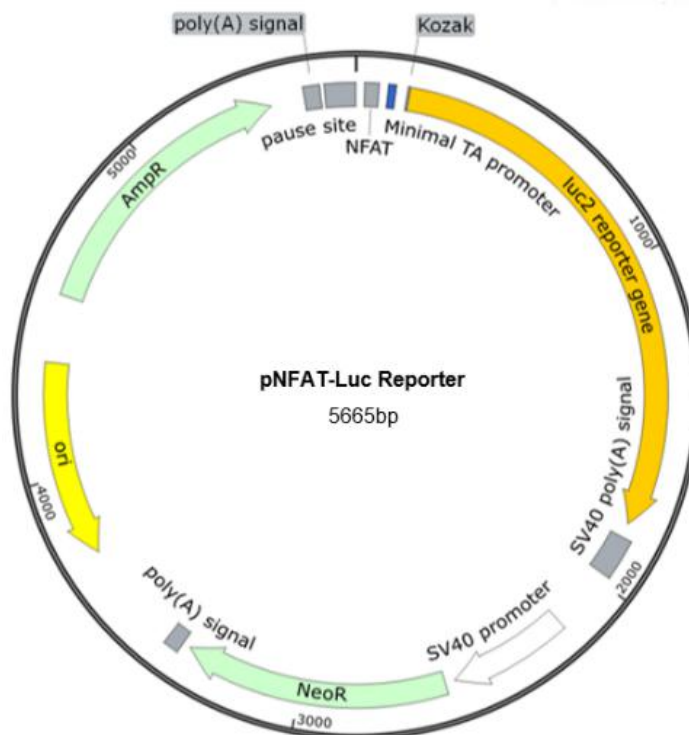 poly(A) signal
Kozak
pause site
NFAT
Minimal TA promoter
luc2 reporter gene
1000
SV40 poly(A) signal
2000
SV40 promoter
NeoR
3000
poly(A) signal
ori
4000
AmpR
5000
pNFAT-Luc Reporter
5665bp